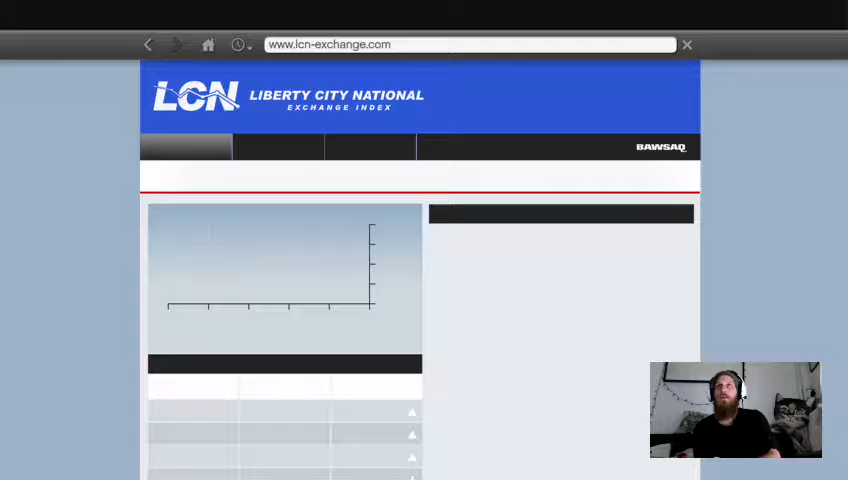 www.lcn-exchange.com
LCN LIBERTY CITY NATIONAL
EXCHANGE INDEX
BAWSAQ